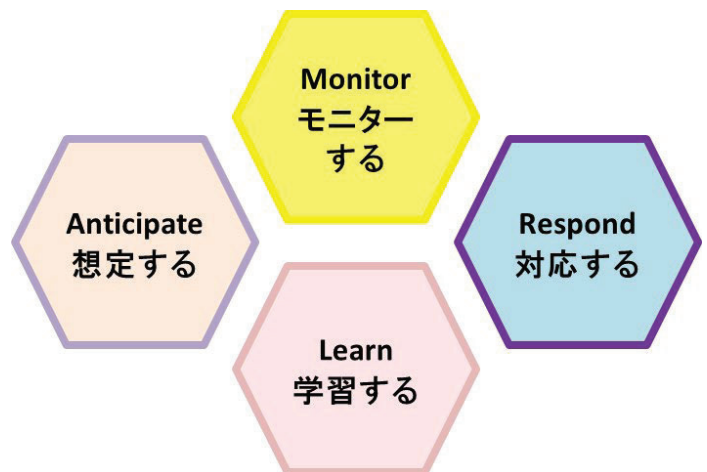 Monitor
モニター
する
Anticipate
想定する
Respond
対応する
Learn
学習する